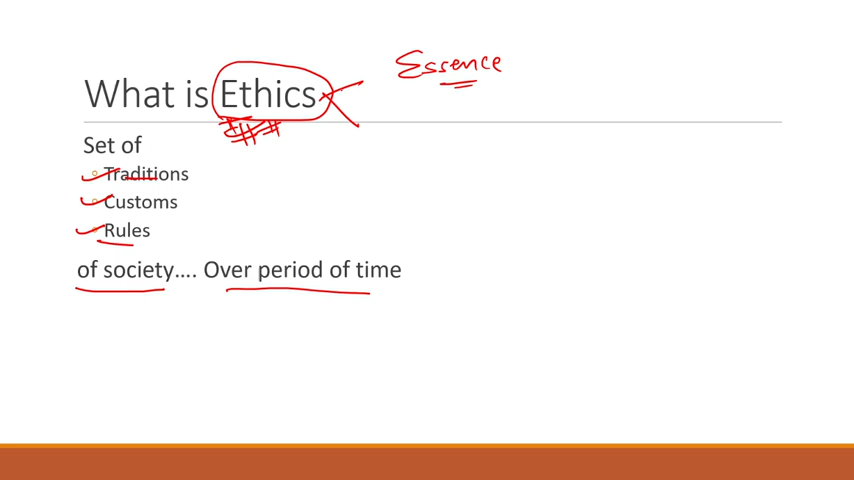 Essence
What is Ethics
Set of
Traditions
Customs
Rules
of society.... Over period of time